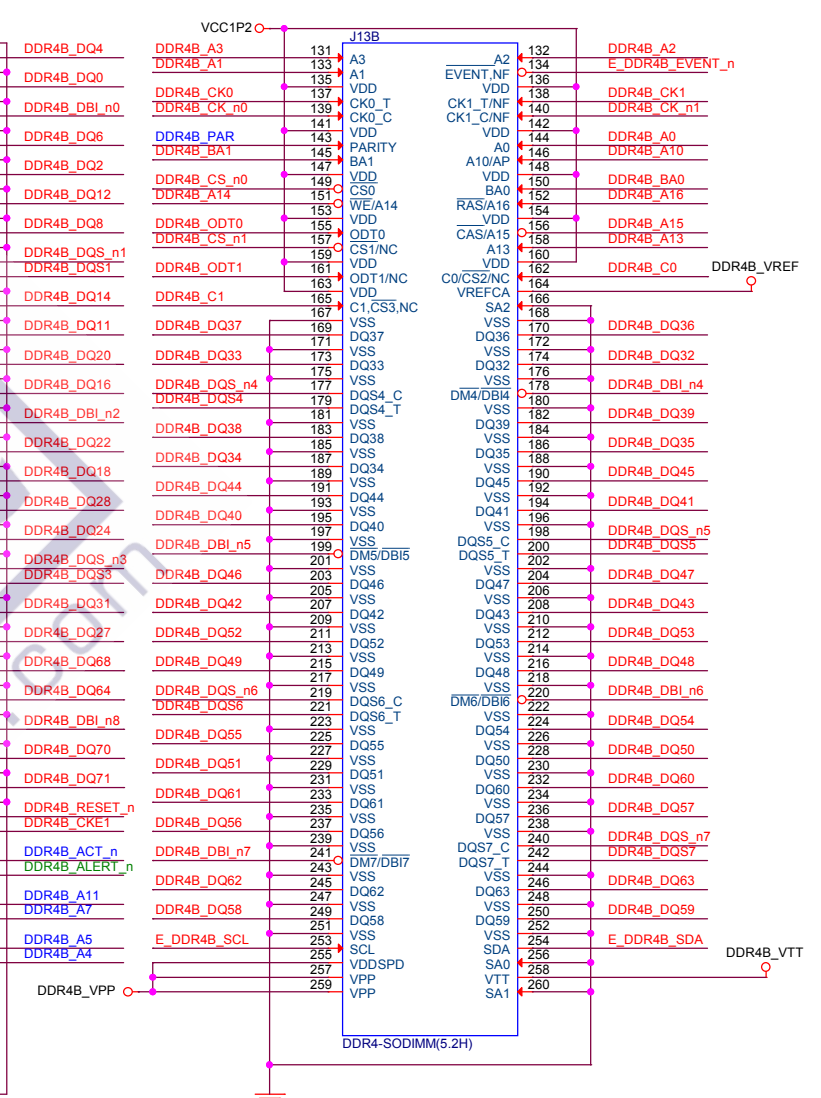 VCC1P2
J13B
DDR4B_DQ4
DDR4B_DQ0
DDR4B_DBI_n0
DDR4B_DQ6
DDR4B_DQ2
DDR4B_DQ12
DDR4B_DQ8
DDR4B_DQS_n1
DDR4B_DQS1
DDR4B_DQ14
DDR4B_DQ11
DDR4B_DQ20
DDR4B_DQ16
DDR4B_DBI_n2
DDR4B_DQ22
DDR4B_DQ18
DDR4B_DQ28
DDR4B_DQ24
DDR4B_DQS_n3
DDR4B_DQS3
DDR4B_DQ31
DDR4B_DQ27
DDR4B_DQ68
DDR4B_DQ64
DDR4B_DBI_n8
DDR4B_DQ70
DDR4B_DQ71
DDR4B_RESET_n
DDR4B_CKE1
DDR4B_ACT_n
DDR4B_ALERT_n
DDR4B_A11
DDR4B_A7
DDR4B_A5
DDR4B_A4
DDR4B_A3 131 A3 A2 132 DDR4B_A2
DDR4B_A1 133 A1 EVENT,NF 134 E_DDR4B_EVENT_n
135 VDD VDD 136
DDR4B_CK0 137 CK0_T CK1_T/NF 138 DDR4B_CK1
DDR4B_CK_n0 139 CK0_C CK1_C/NF 140 DDR4B_CK_n1
141 VDD VDD 142
DDR4B_PAR 143 PARITY A0 144 DDR4B_A0
DDR4B_BA1 145 BA1 A10/AP 146 DDR4B_A10
147 VDD VDD 148
DDR4B_CS_n0 149 CS0 BA0 150 DDR4B_BA0
DDR4B_A14 151 WE/A14 RAS/A16 152 DDR4B_A16
153 VDD VDD 154
DDR4B_ODT0 155 ODT0 CAS/A15 156 DDR4B_A15
DDR4B_CS_n1 157 CS1/NC A13 158 DDR4B_A13
159 VDD VDD 160
DDR4B_ODT1 161 ODT1/NC C0/CS2/NC 162 DDR4B_C0
163 VDD VREFCA 164 DDR4B_VREF
DDR4B_C1 165 C1,CS3,NC SA2 166
167 VSS VSS 168
DDR4B_DQ37 169 DQ37 DQ36 170 DDR4B_DQ36
171 VSS VSS 172
DDR4B_DQ33 173 DQ33 DQ32 174 DDR4B_DQ32
175 VSS VSS 176
DDR4B_DQS_n4 177 DQS4_C DM4/DBI4 178 DDR4B_DBI_n4
DDR4B_DQS4 179 DQS4_T VSS 180
181 VSS DQ39 182 DDR4B_DQ39
DDR4B_DQ38 183 DQ38 VSS 184
185 VSS DQ35 186 DDR4B_DQ35
DDR4B_DQ34 187 DQ34 VSS 188
189 VSS DQ45 190 DDR4B_DQ45
DDR4B_DQ44 191 DQ44 VSS 192
193 VSS DQ41 194 DDR4B_DQ41
DDR4B_DQ40 195 DQ40 VSS 196
197 VSS DQS5_C 198 DDR4B_DQS_n5
DDR4B_DBI_n5 199 DM5/DBI5 DQS5_T 200 DDR4B_DQS5
201 VSS VSS 202
DDR4B_DQ46 203 DQ46 DQ47 204 DDR4B_DQ47
205 VSS VSS 206
DDR4B_DQ42 207 DQ42 DQ43 208 DDR4B_DQ43
209 VSS VSS 210
DDR4B_DQ52 211 DQ52 DQ53 212 DDR4B_DQ53
213 VSS VSS 214
DDR4B_DQ49 215 DQ49 DQ48 216 DDR4B_DQ48
217 VSS VSS 218
DDR4B_DQS_n6 219 DQS6_C DM6/DBI6 220 DDR4B_DBI_n6
DDR4B_DQS6 221 DQS6_T VSS 222
223 VSS DQ54 224 DDR4B_DQ54
DDR4B_DQ55 225 DQ55 VSS 226
227 VSS DQ50 228 DDR4B_DQ50
DDR4B_DQ51 229 DQ51 VSS 230
231 VSS DQ60 232 DDR4B_DQ60
DDR4B_DQ61 233 DQ61 VSS 234
235 VSS DQ57 236 DDR4B_DQ57
DDR4B_DQ56 237 DQ56 VSS 238
239 VSS DQS7_C 240 DDR4B_DQS_n7
DDR4B_DBI_n7 241 DM7/DBI7 DQS7_T 242 DDR4B_DQS7
243 VSS VSS 244
DDR4B_DQ62 245 DQ62 DQ63 246 DDR4B_DQ63
247 VSS VSS 248
DDR4B_DQ58 249 DQ58 DQ59 250 DDR4B_DQ59
251 VSS VSS 252
E_DDR4B_SCL 253 SCL SDA 254 E_DDR4B_SDA
255 VDDSPD SA0 256
257 VPP VTT 258 DDR4B_VTT
DDR4B_VPP 259 VPP SA1 260
DDR4-SODIMM(5.2H)
.com